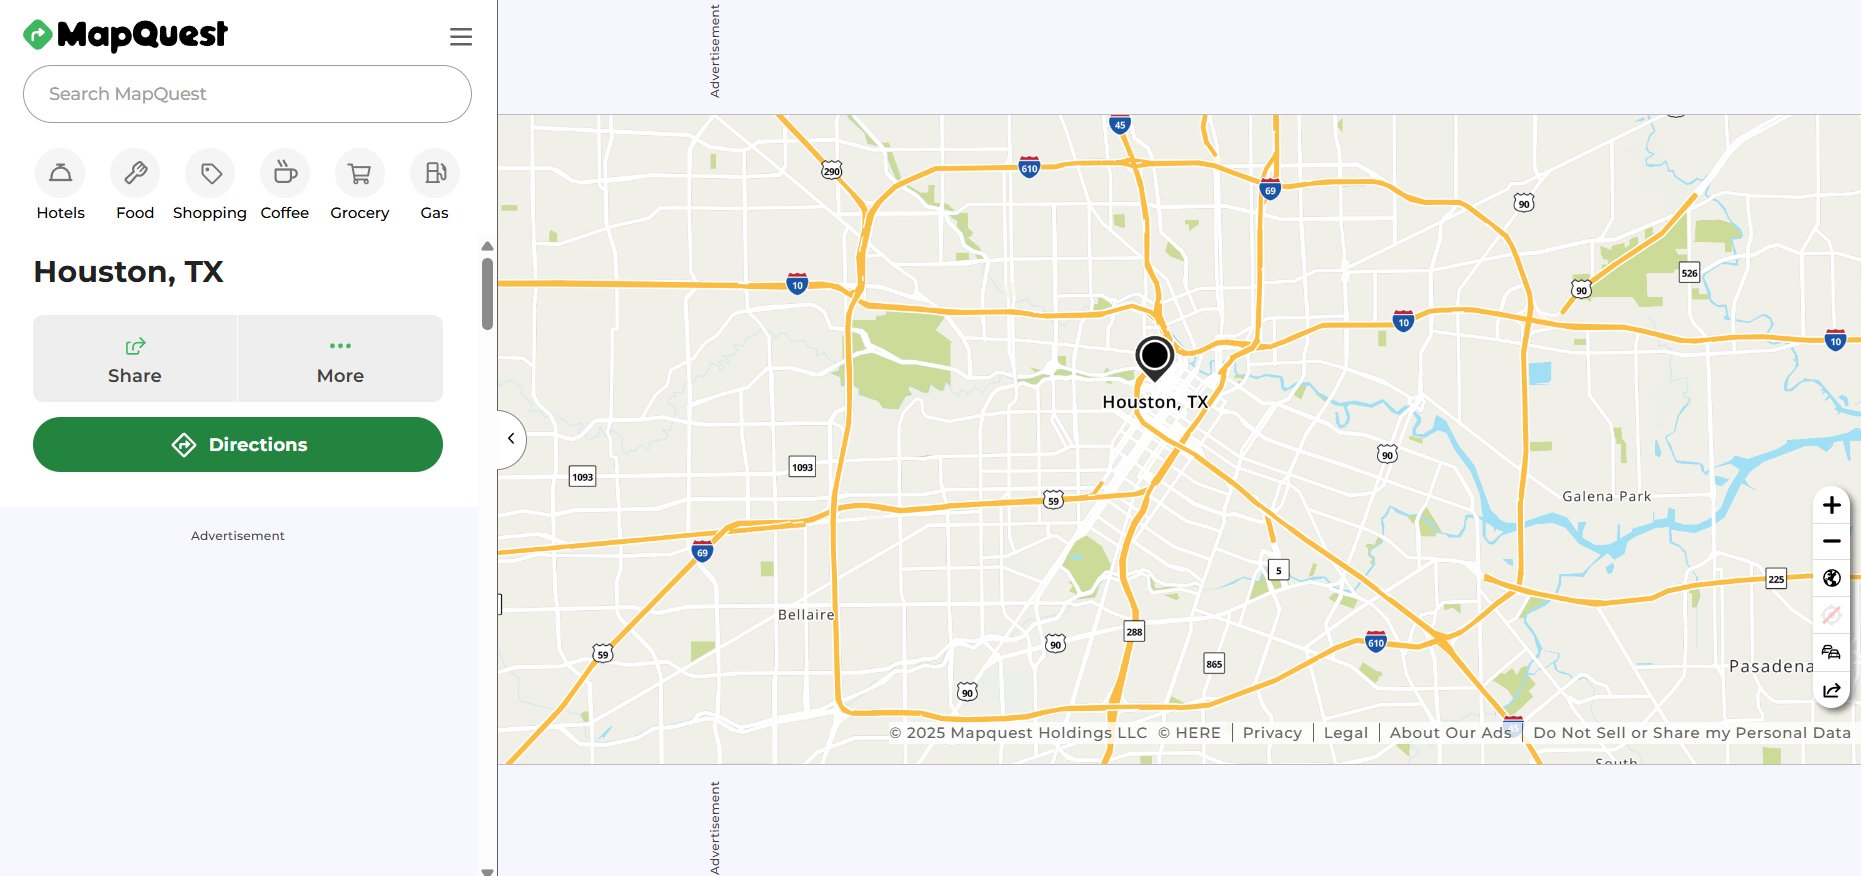 MapQuest
Search MapQuest
Hotels
Food
Shopping
Coffee
Grocery
Gas
Houston, TX
Share
More
Directions
Advertisement
Advertisement
45
290
610
69
90
526
10
90
10
10
Houston, TX
1093
1093
90
59
Galena Park
69
5
225
Bellaire
288
90
59
865
610
Pasadena
90
© 2025 Mapquest Holdings LLC © HERE
Privacy
Legal
About Our Ads
Do Not Sell or Share my Personal Data
45
South
Advertisement